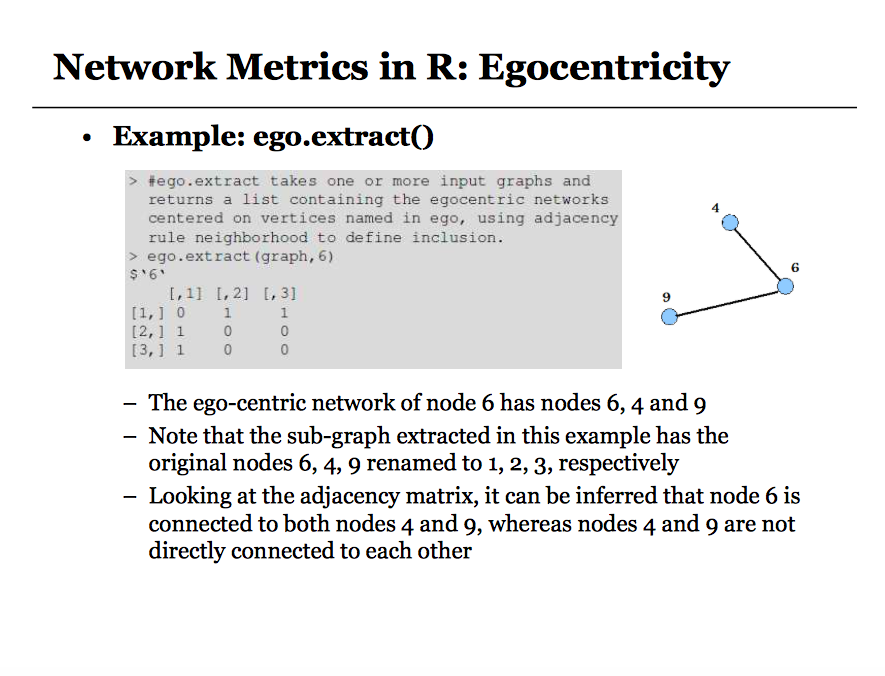 Network Metrics in R: Egocentricity
• Example: ego.extract()
> #ego.extract takes one or more input graphs and
returns a list containing the egocentric networks
centered on vertices named in ego, using adjacency
rule neighborhood to define inclusion.
> ego.extract(graph,6)
$`6`
[,1] [,2] [,3]
[1,] 0 1 1
[2,] 1 0 0
[3,] 1 0 0
4
6
9
– The ego-centric network of node 6 has nodes 6, 4 and 9
– Note that the sub-graph extracted in this example has the
original nodes 6, 4, 9 renamed to 1, 2, 3, respectively
– Looking at the adjacency matrix, it can be inferred that node 6 is
connected to both nodes 4 and 9, whereas nodes 4 and 9 are not
directly connected to each other